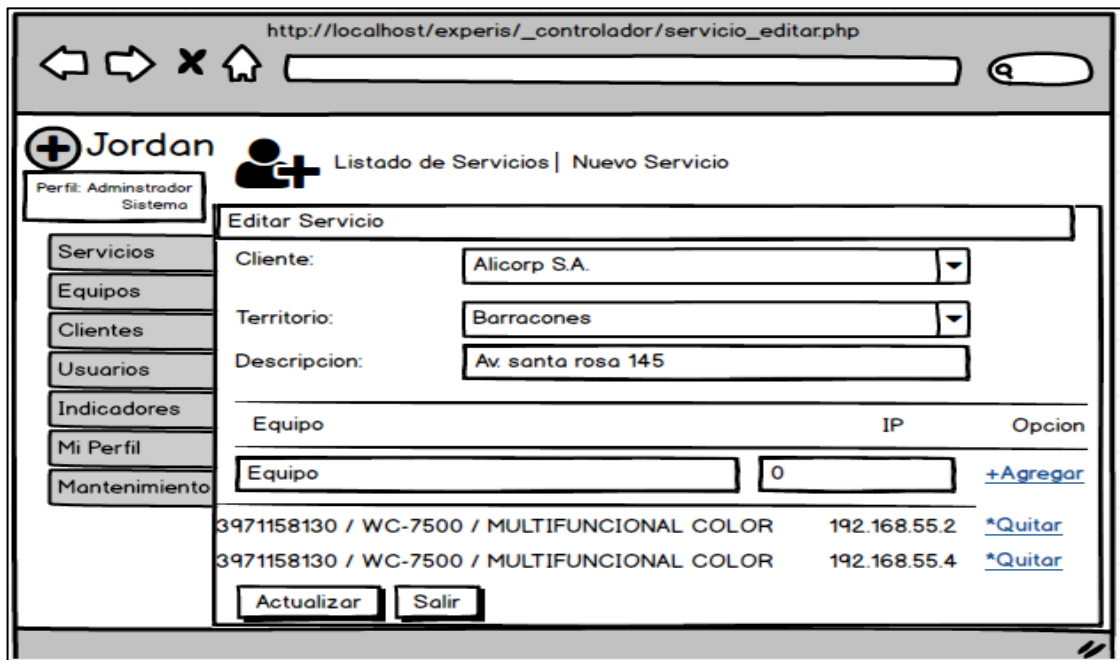 http://localhost/experis/_controlador/servicio_editar.php
Jordan
Perfil: Adminstrador
Sistema
Listado de Servicios| Nuevo Servicio
Servicios
Equipos
Clientes
Usuarios
Indicadores
Mi Perfil
Mantenimiento
Editar Servicio
Cliente: Alicorp S.A.
Territorio: Barracones
Descripcion: Av. santa rosa 145
Equipo IP Opcion
Equipo 0 +Agregar
3971158130 / WC-7500 / MULTIFUNCIONAL COLOR 192.168.55.2 *Quitar
3971158130 / WC-7500 / MULTIFUNCIONAL COLOR 192.168.55.4 *Quitar
Actualizar Salir